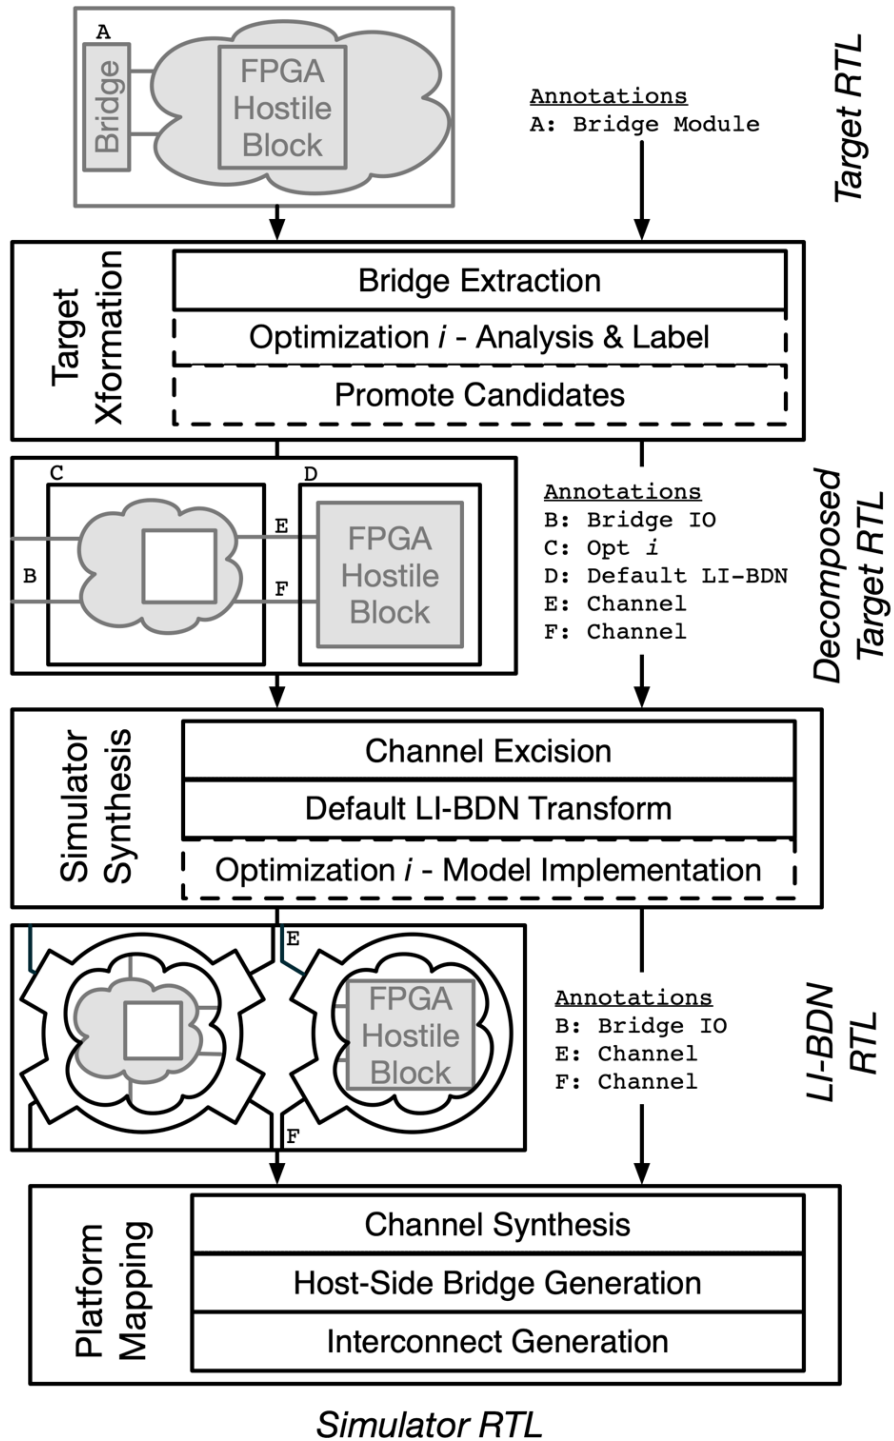 A
Bridge
FPGA
Hostile
Block
Annotations
A: Bridge Module
Target RTL
Target
Xformation
Bridge Extraction
Optimization i - Analysis & Label
Promote Candidates
C
D
B
E
F
FPGA
Hostile
Block
Annotations
B: Bridge IO
C: Opt i
D: Default LI-BDN
E: Channel
F: Channel
Decomposed
Target RTL
Simulator
Synthesis
Channel Excision
Default LI-BDN Transform
Optimization i - Model Implementation
E
FPGA
Hostile
Block
F
Annotations
B: Bridge IO
E: Channel
F: Channel
LI-BDN
RTL
Platform
Mapping
Channel Synthesis
Host-Side Bridge Generation
Interconnect Generation
Simulator RTL